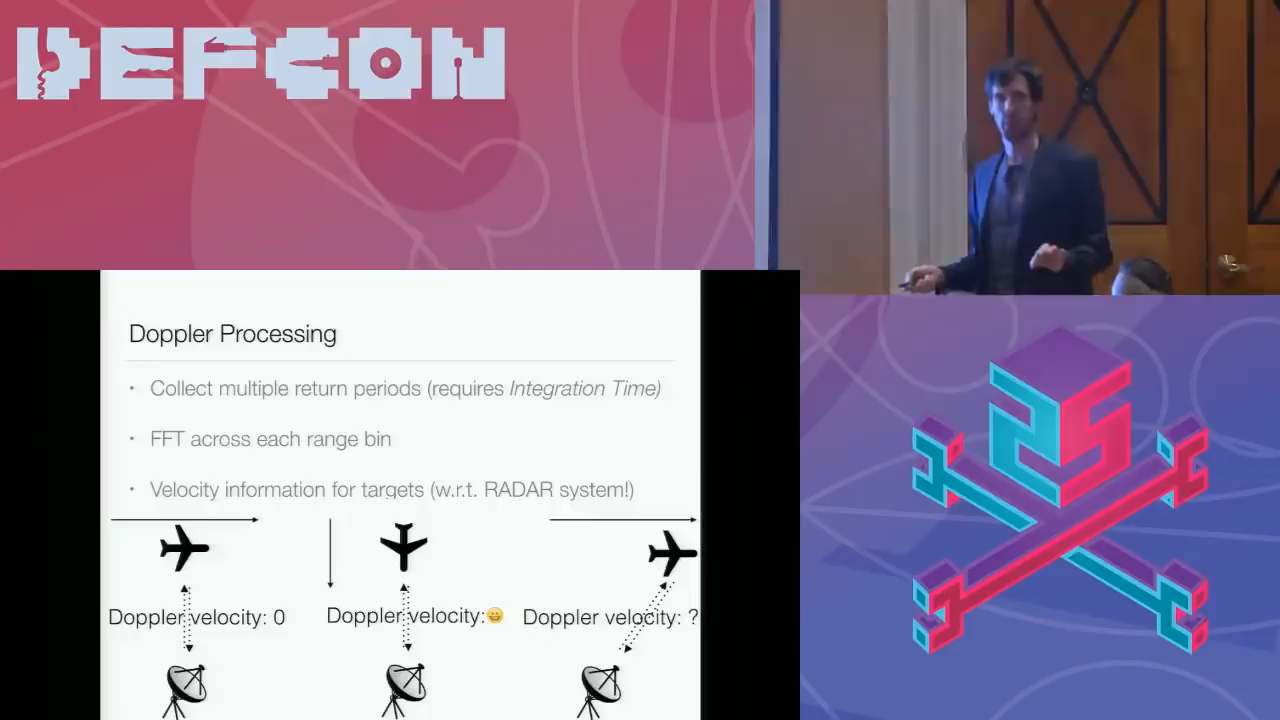 DEFCON
Doppler Processing
• Collect multiple return periods (requires Integration Time)
• FFT across each range bin
• Velocity information for targets (w.r.t. RADAR system!)
Doppler velocity: 0
Doppler velocity:😀
Doppler velocity: ?
25